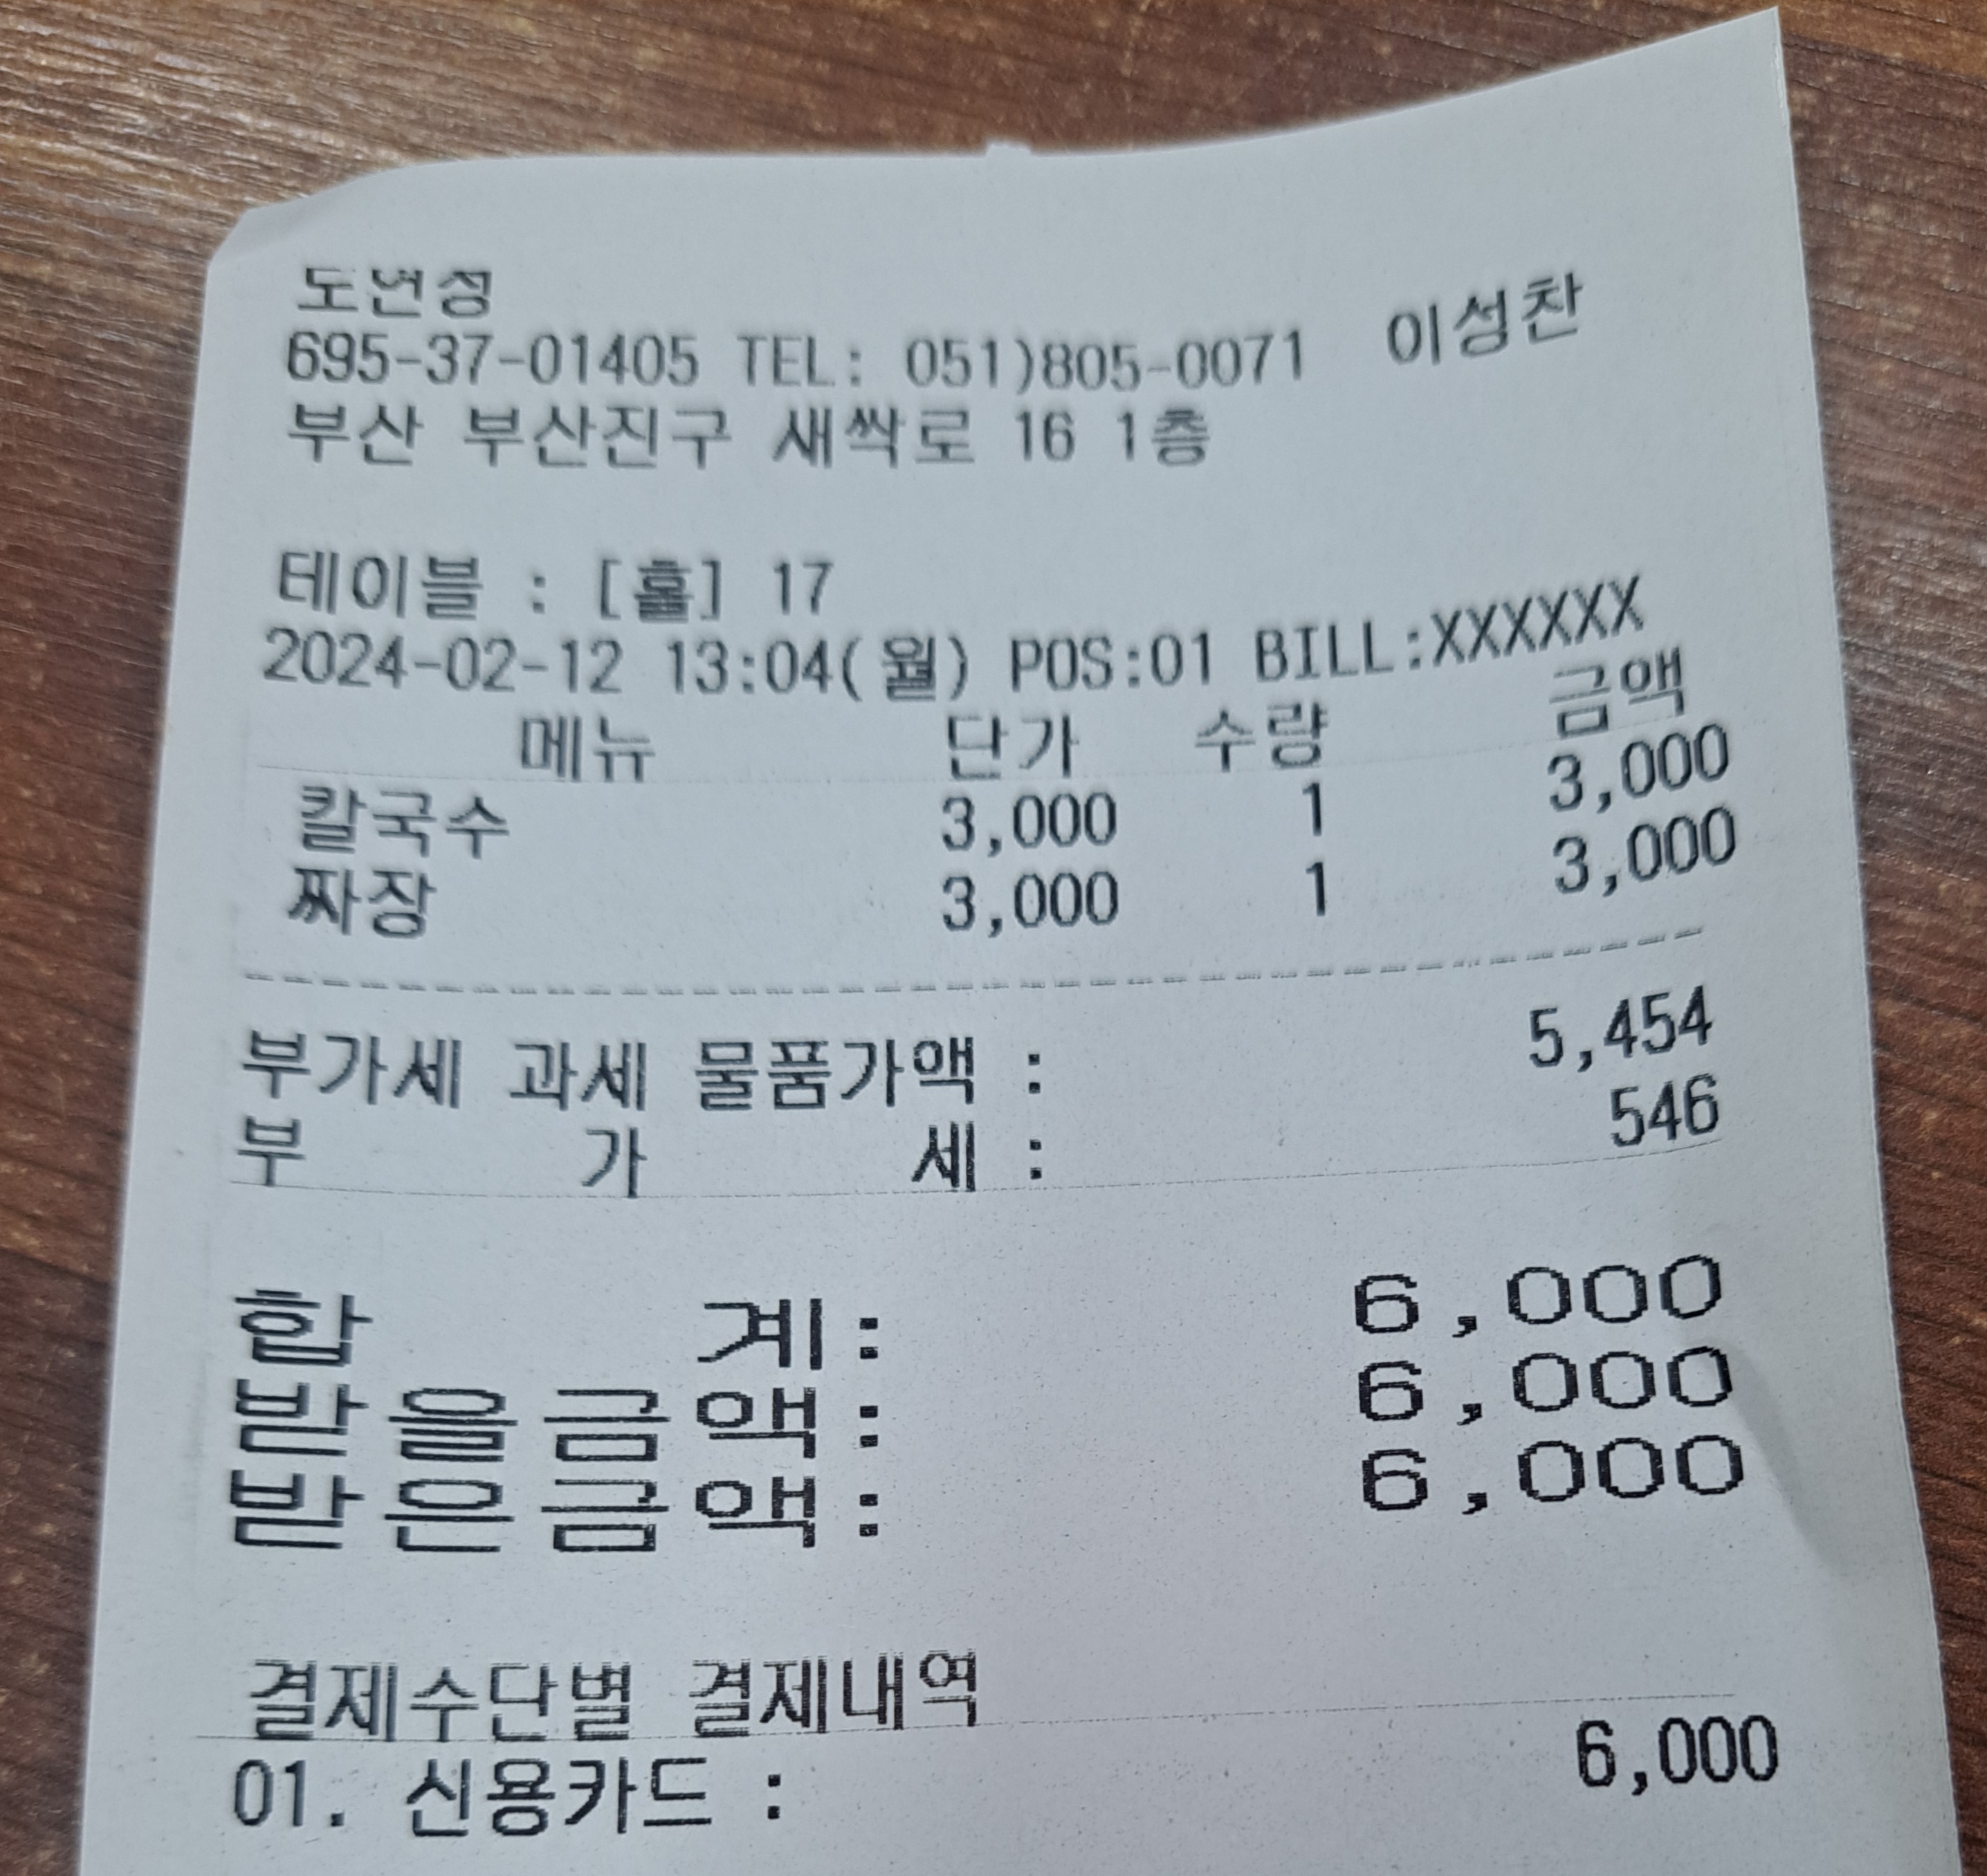 도변정
695-37-01405 TEL: 051)805-0071 이성찬
부산 부산진구 새싹로 16 1층
테이블 : [홀] 17
2024-02-12 13:04(월) POS:01 BILL:XXXXXX
메뉴 단가 수량 금액
칼국수 3,000 1 3,000
짜장 3,000 1 3,000
부가세 과세 물품가액 : 5,454
부 가 세 : 546
합 계: 6,000
받을금액: 6,000
받은금액: 6,000
결제수단별 결제내역
01. 신용카드 : 6,000